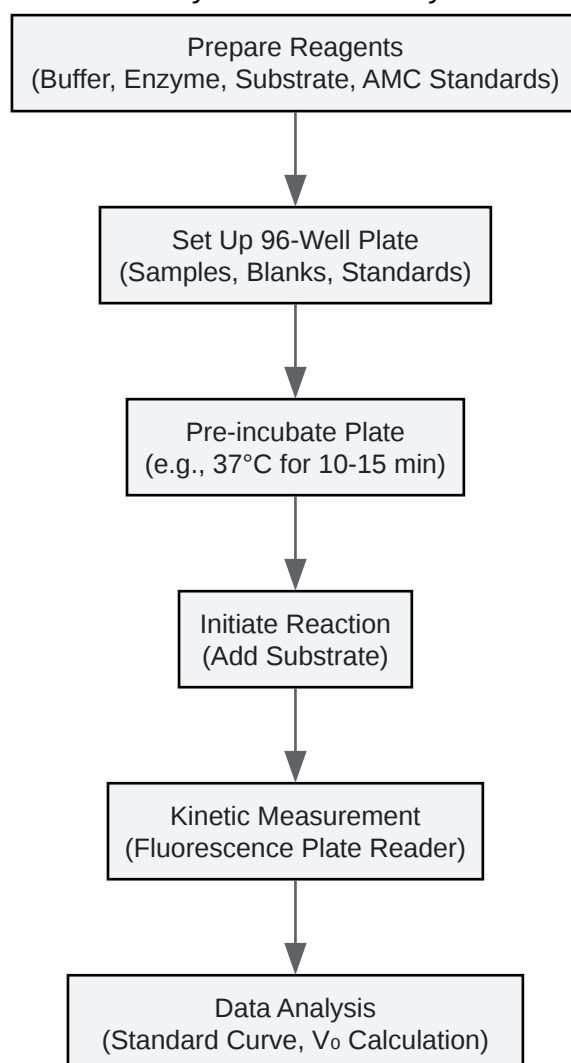 Prepare Reagents
(Buffer, Enzyme, Substrate, AMC Standards)
Set Up 96-Well Plate
(Samples, Blanks, Standards)
Pre-incubate Plate
(e.g., 37°C for 10-15 min)
Initiate Reaction
(Add Substrate)
Kinetic Measurement
(Fluorescence Plate Reader)
Data Analysis
(Standard Curve, V₀ Calculation)